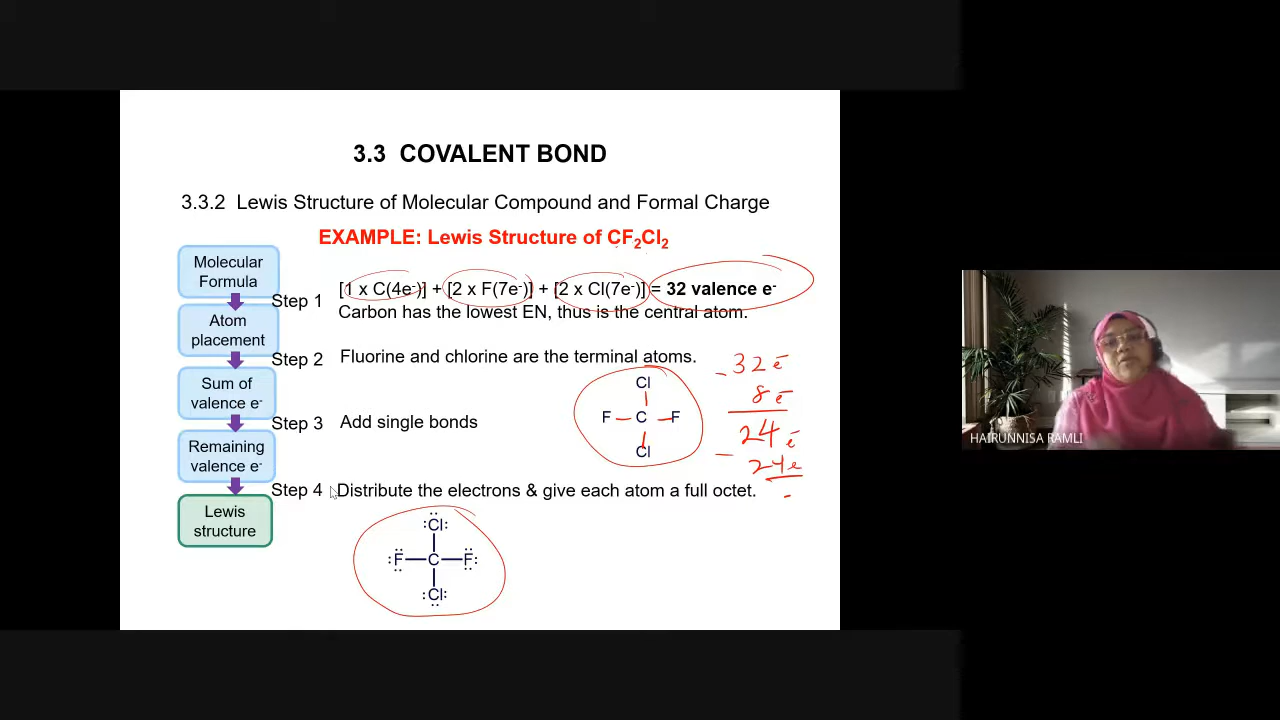 3.3 COVALENT BOND
3.3.2 Lewis Structure of Molecular Compound and Formal Charge
EXAMPLE: Lewis Structure of CF₂Cl₂
Molecular
Formula
Step 1
[1 x C(4e⁻)] + [2 x F(7e⁻)] + [2 x Cl(7e⁻)] = 32 valence e⁻
Carbon has the lowest EN, thus is the central atom.
Atom
placement
Step 2
Fluorine and chlorine are the terminal atoms.
Sum of
valence e⁻
Step 3
Add single bonds
Cl
F – C – F
Cl
- 32 e⁻
8 e⁻
24 e⁻
- 24 e
-
Remaining
valence e⁻
Step 4
Distribute the electrons & give each atom a full octet.
Lewis
structure
:Cl:
:F — C — F:
:Cl:
HAIRUNNISA RAMLI